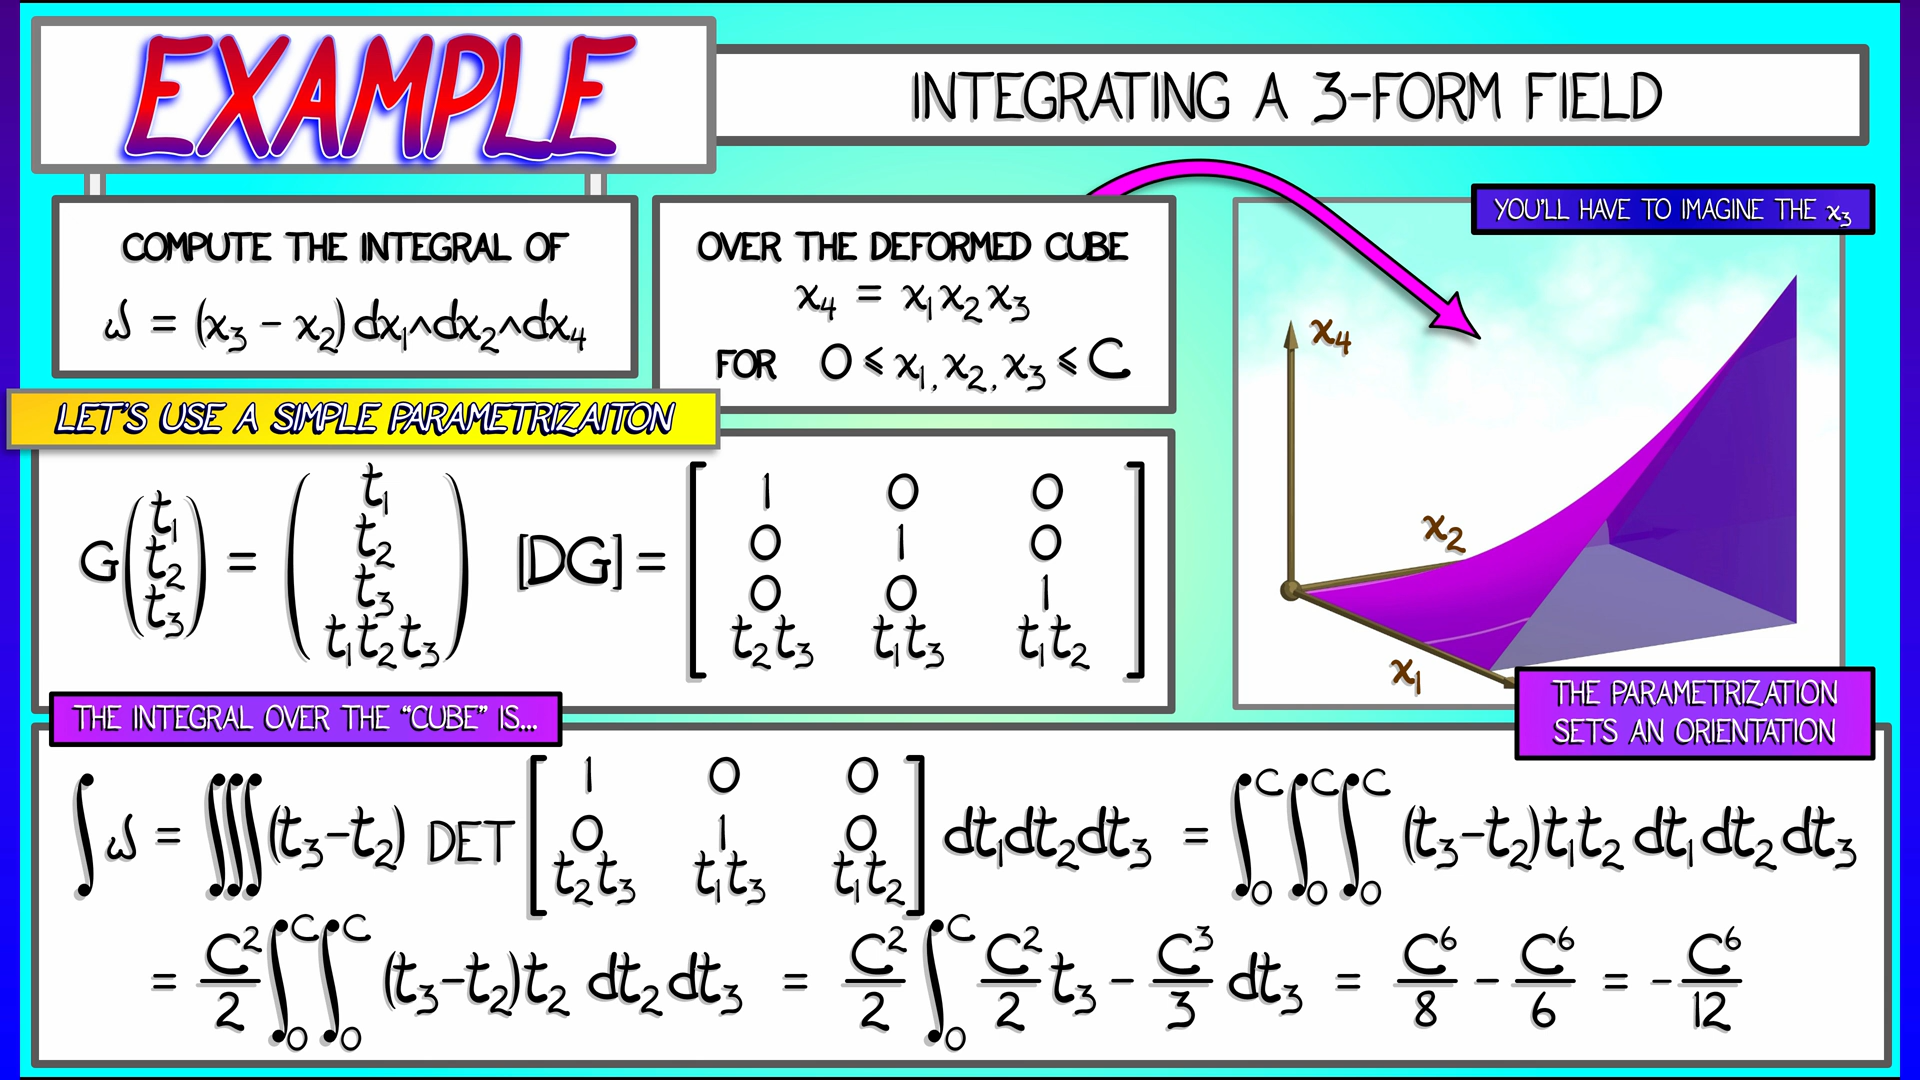 EXAMPLE
INTEGRATING A 3-FORM FIELD
COMPUTE THE INTEGRAL OF
ω = (x₃ − x₂) dx₁∧dx₂∧dx₄
OVER THE DEFORMED CUBE
x₄ = x₁x₂x₃
FOR 0 ≤ x₁, x₂, x₃ ≤ C
YOU'LL HAVE TO IMAGINE THE x₃
x₄
x₂
x₁
THE PARAMETRIZATION
SETS AN ORIENTATION
LET'S USE A SIMPLE PARAMETRIZAITON
G(t₁ t₂ t₃) = (t₁ t₂ t₃ t₁t₂t₃) [DG] = [1 0 0
0 1 0
0 0 1
t₂t₃ t₁t₃ t₁t₂]
THE INTEGRAL OVER THE "CUBE" IS...
∫ω = ∭(t₃−t₂) DET [1 0 0
0 1 0
t₂t₃ t₁t₃ t₁t₂] dt₁dt₂dt₃ = ∫₀ᶜ∫₀ᶜ∫₀ᶜ (t₃−t₂)t₁t₂ dt₁dt₂dt₃
= C²/2 ∫₀ᶜ∫₀ᶜ (t₃−t₂)t₂ dt₂dt₃ = C²/2 ∫₀ᶜ C²/2 t₃ − C³/3 dt₃ = C⁶/8 − C⁶/6 = −C⁶/12